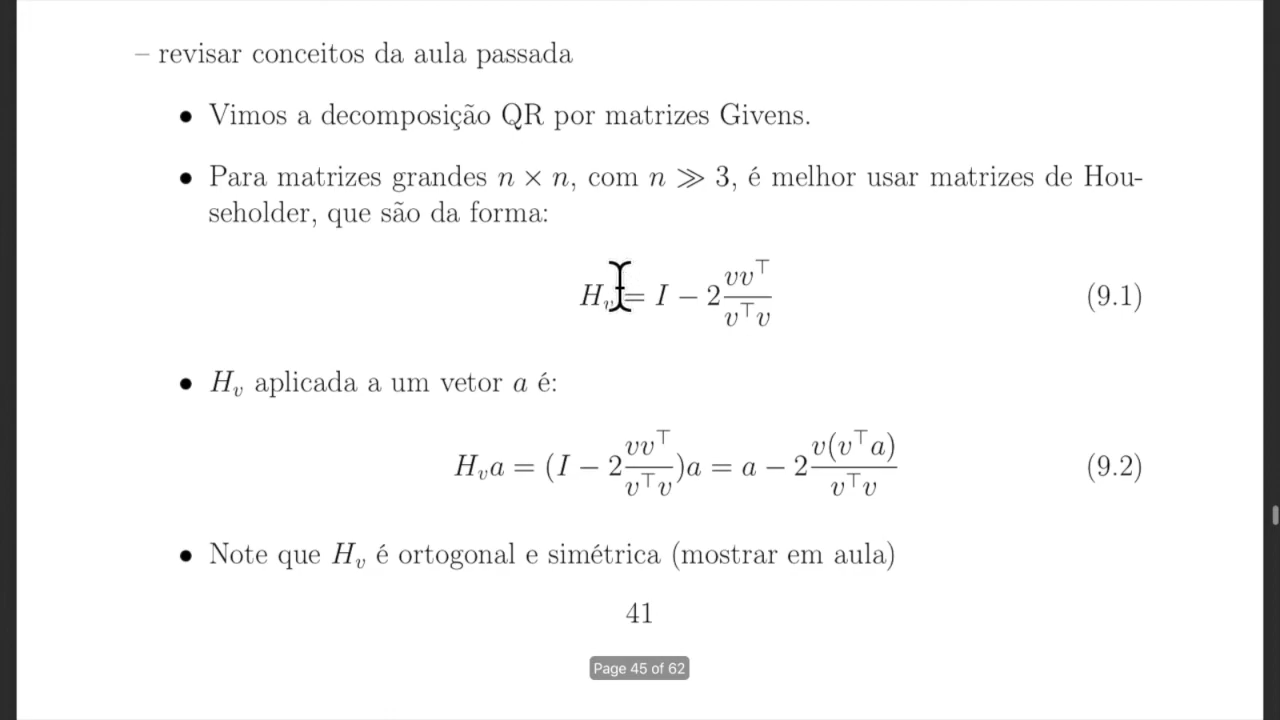 – revisar conceitos da aula passada
• Vimos a decomposição QR por matrizes Givens.
• Para matrizes grandes n × n, com n ≫ 3, é melhor usar matrizes de Hou-
seholder, que são da forma:
H_v = I − 2 vv^⊤ / v^⊤v (9.1)
• H_v aplicada a um vetor a é:
H_v a = (I − 2 vv^⊤ / v^⊤v)a = a − 2 v(v^⊤a) / v^⊤v (9.2)
• Note que H_v é ortogonal e simétrica (mostrar em aula)
41
Page 45 of 62